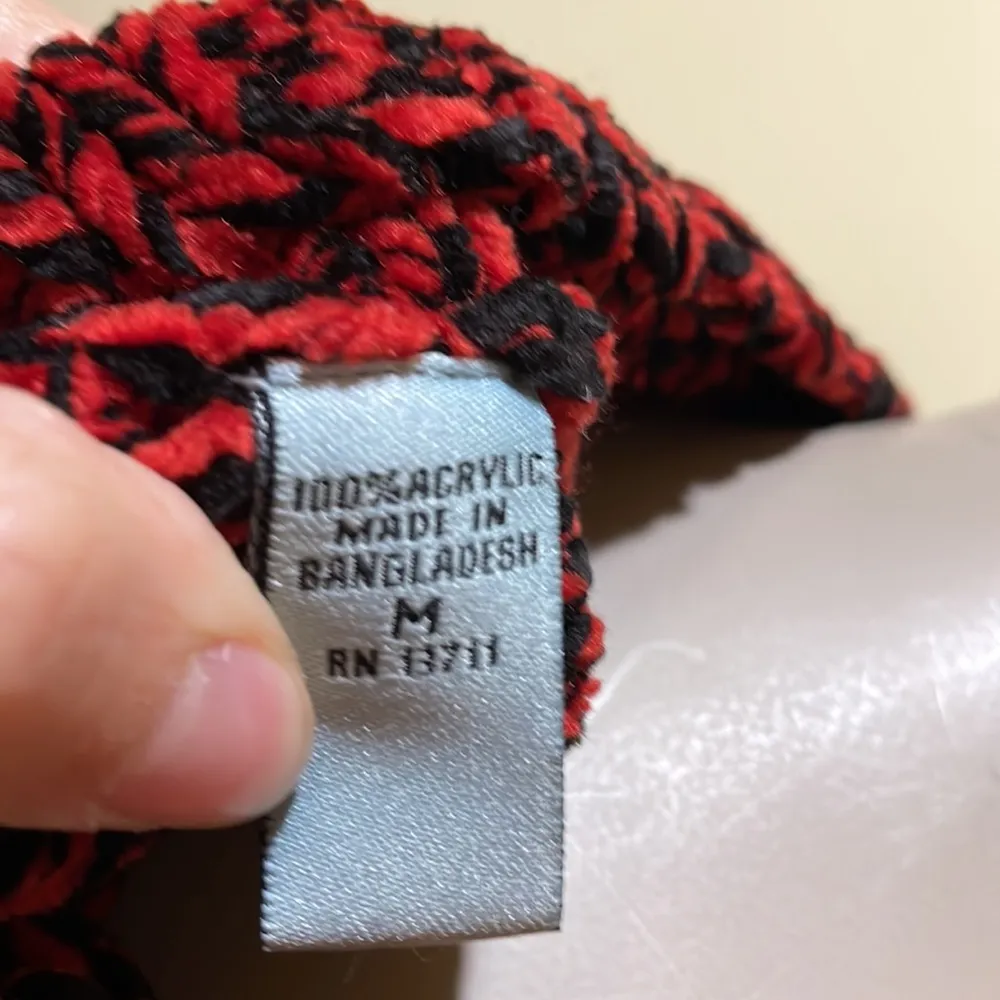 100% ACRYLIC
MADE IN
BANGLADESH
M
RN 13711